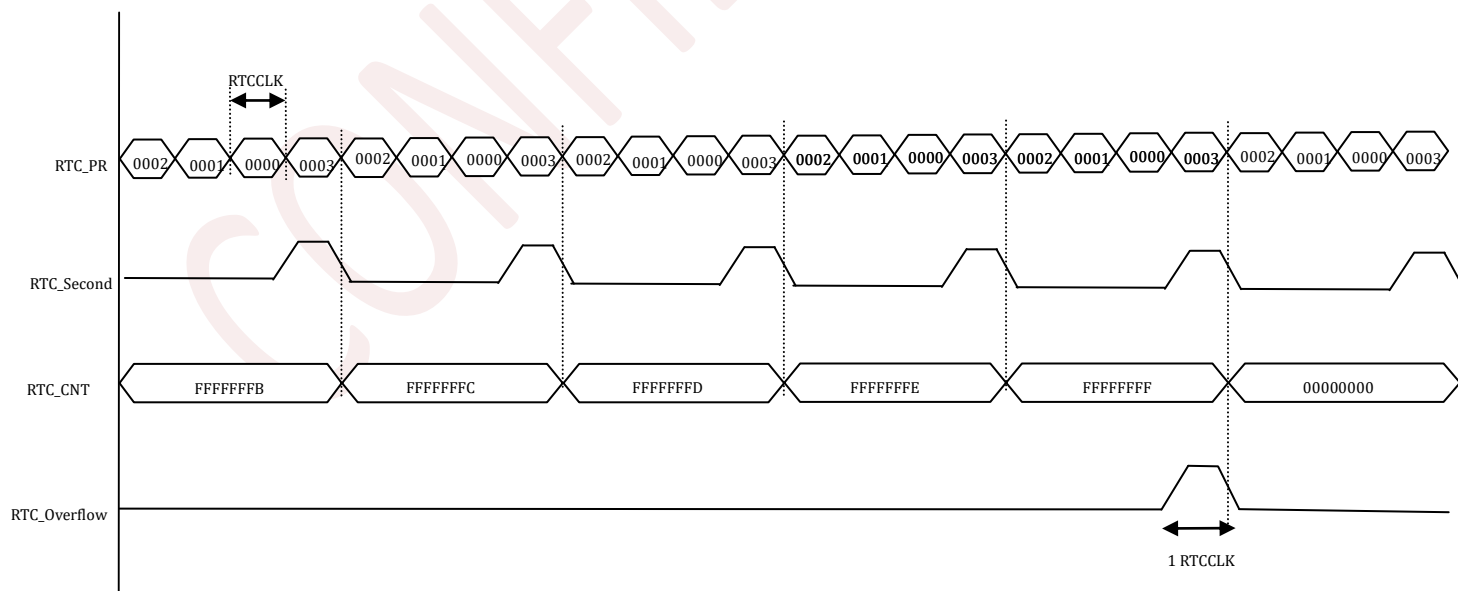 RTCCLK
RTC_PR 0002 0001 0000 0003 0002 0001 0000 0003 0002 0001 0000 0003 0002 0001 0000 0003 0002 0001 0000 0003 0002 0001 0000 0003
RTC_Second
RTC_CNT FFFFFFFB FFFFFFFC FFFFFFFD FFFFFFFE FFFFFFFF 00000000
RTC_Overflow
1 RTCCLK